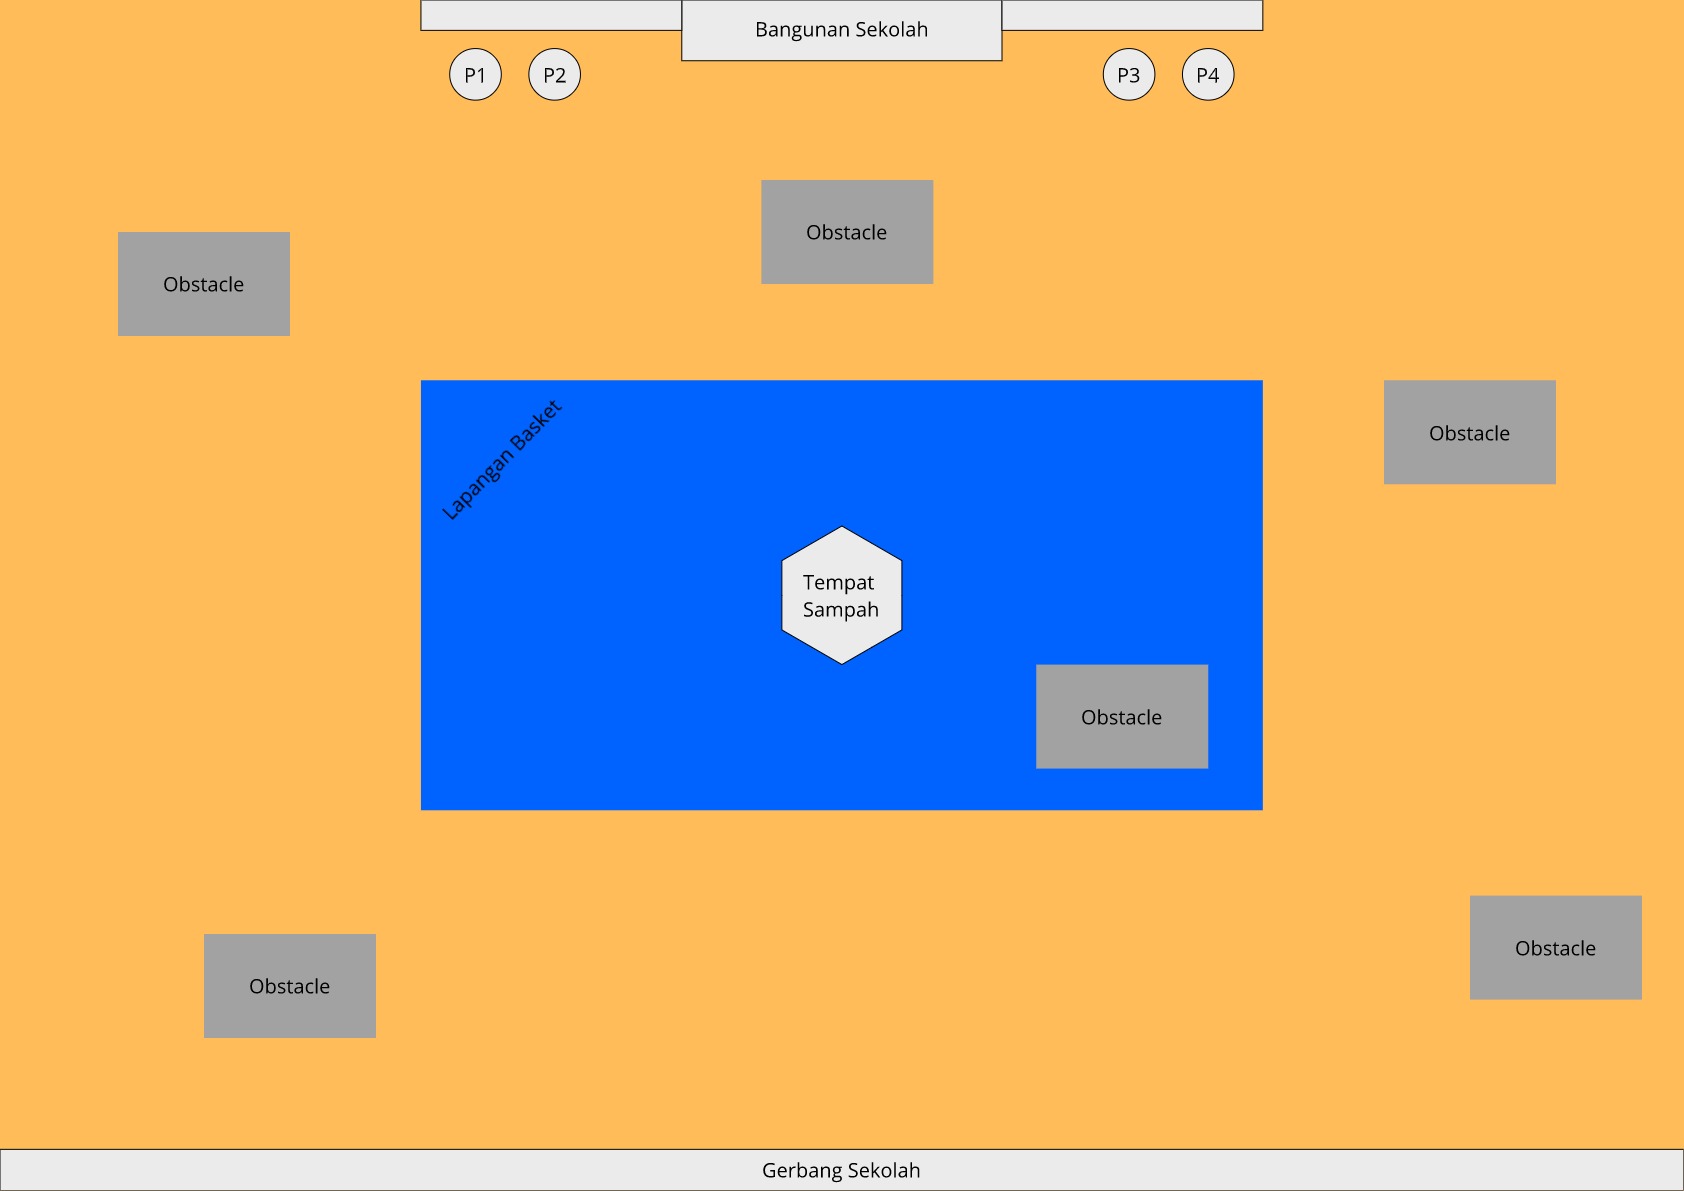 Bangunan Sekolah
P1
P2
P3
P4
Obstacle
Obstacle
Lapangan Basket
Obstacle
Tempat
Sampah
Obstacle
Obstacle
Obstacle
Gerbang Sekolah